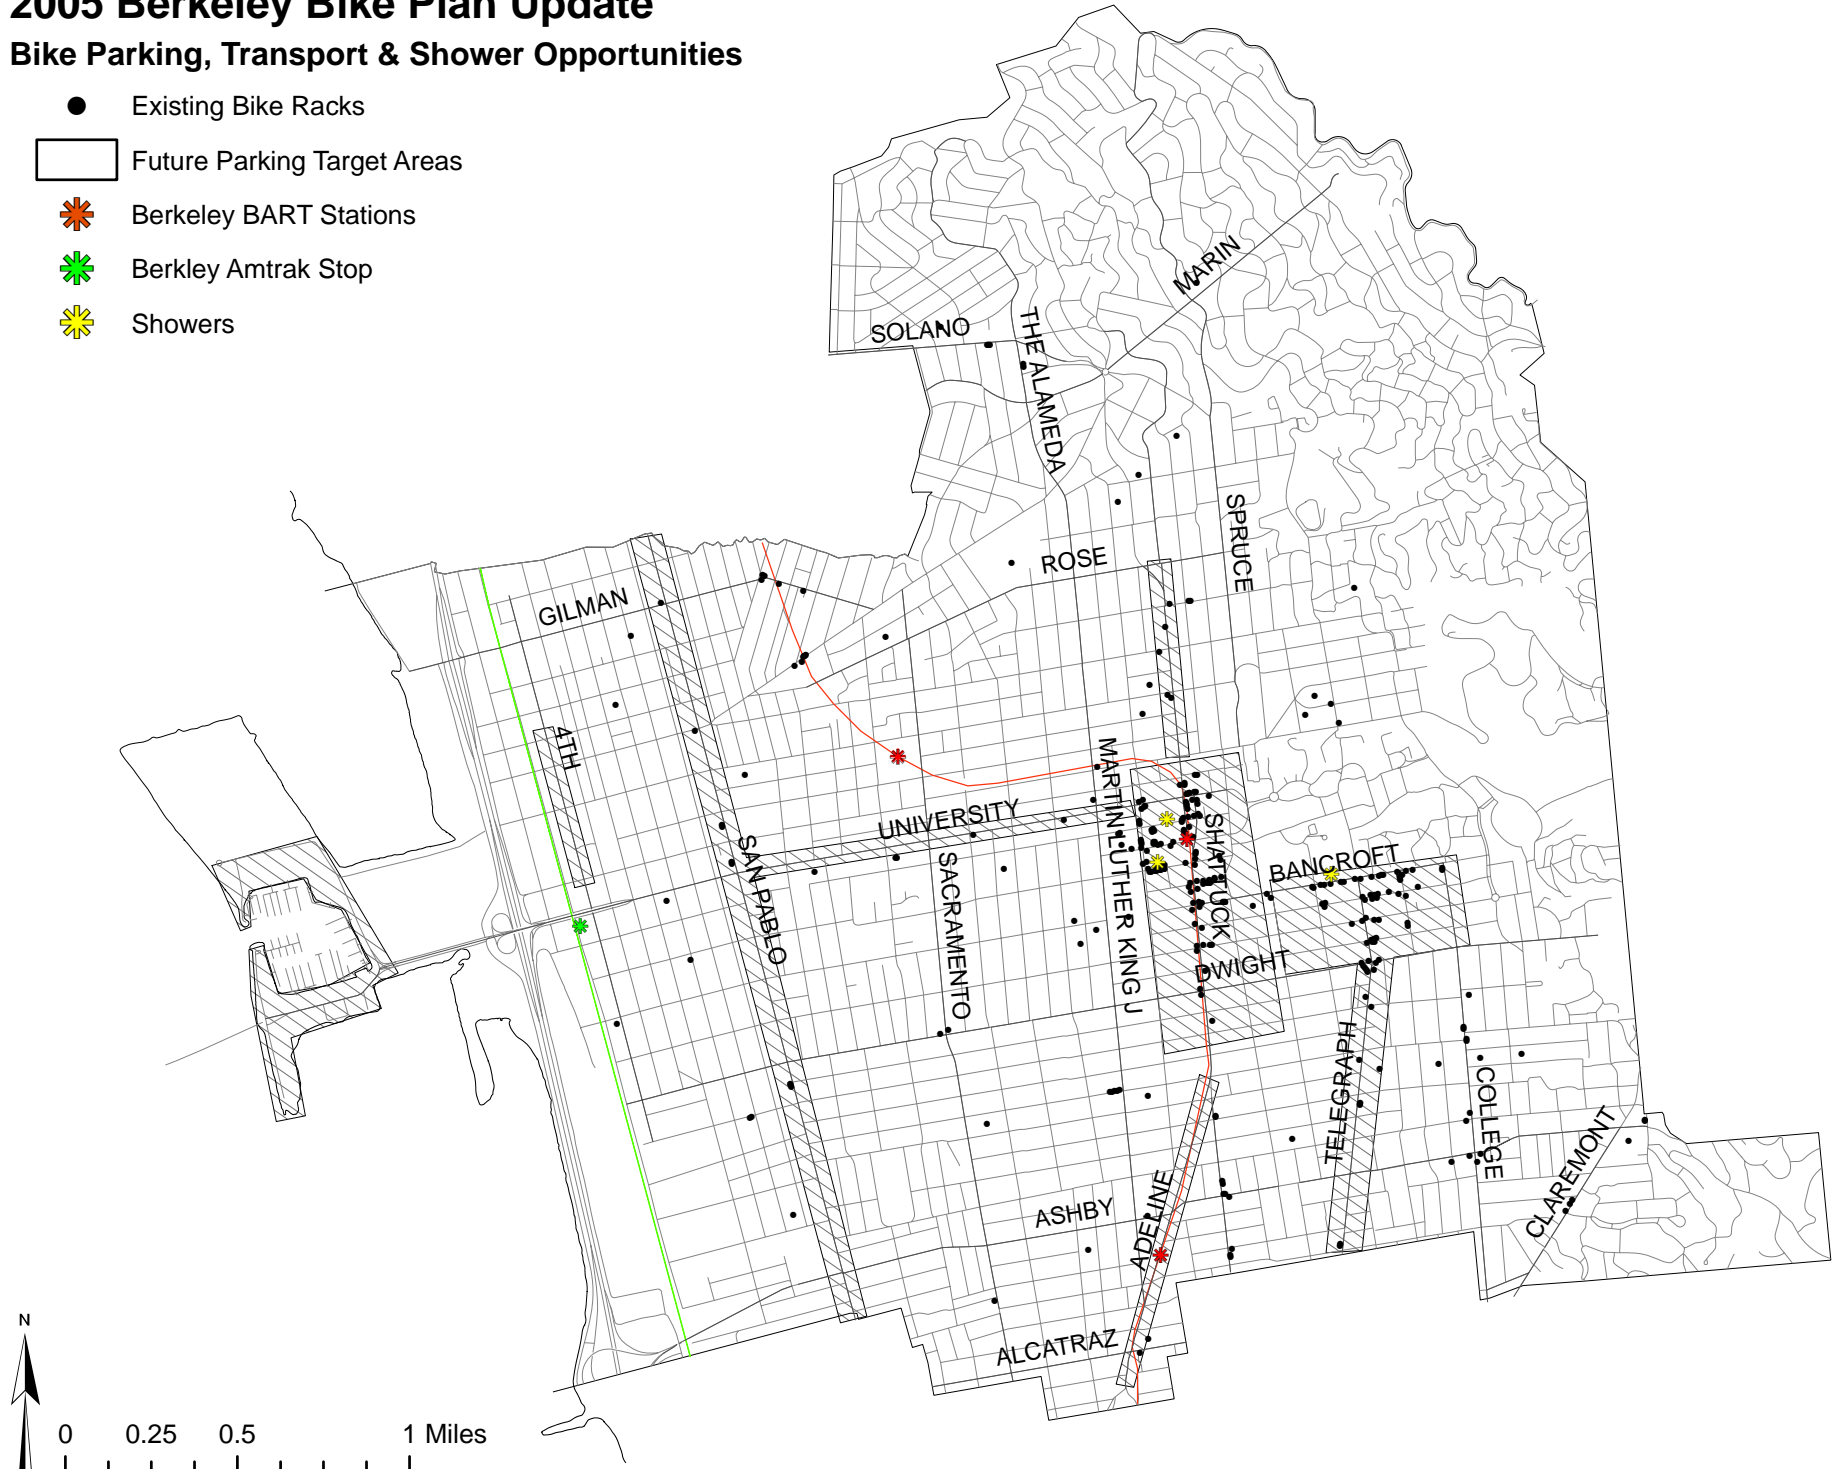 2005 Berkeley Bike Plan Update
Bike Parking, Transport & Shower Opportunities
Existing Bike Racks
Future Parking Target Areas
Berkeley BART Stations
Berkley Amtrak Stop
Showers
MARIN
SOLANO
THE ALAMEDA
SPRUCE
ROSE
GILMAN
4TH
MARTIN LUTHER KING J
UNIVERSITY
SHATTUCK
SAN PABLO
SACRAMENTO
BANCROFT
DWIGHT
TELEGRAPH
COLLEGE
CLAREMONT
ADELINE
ASHBY
ALCATRAZ
N
0 0.25 0.5 1 Miles